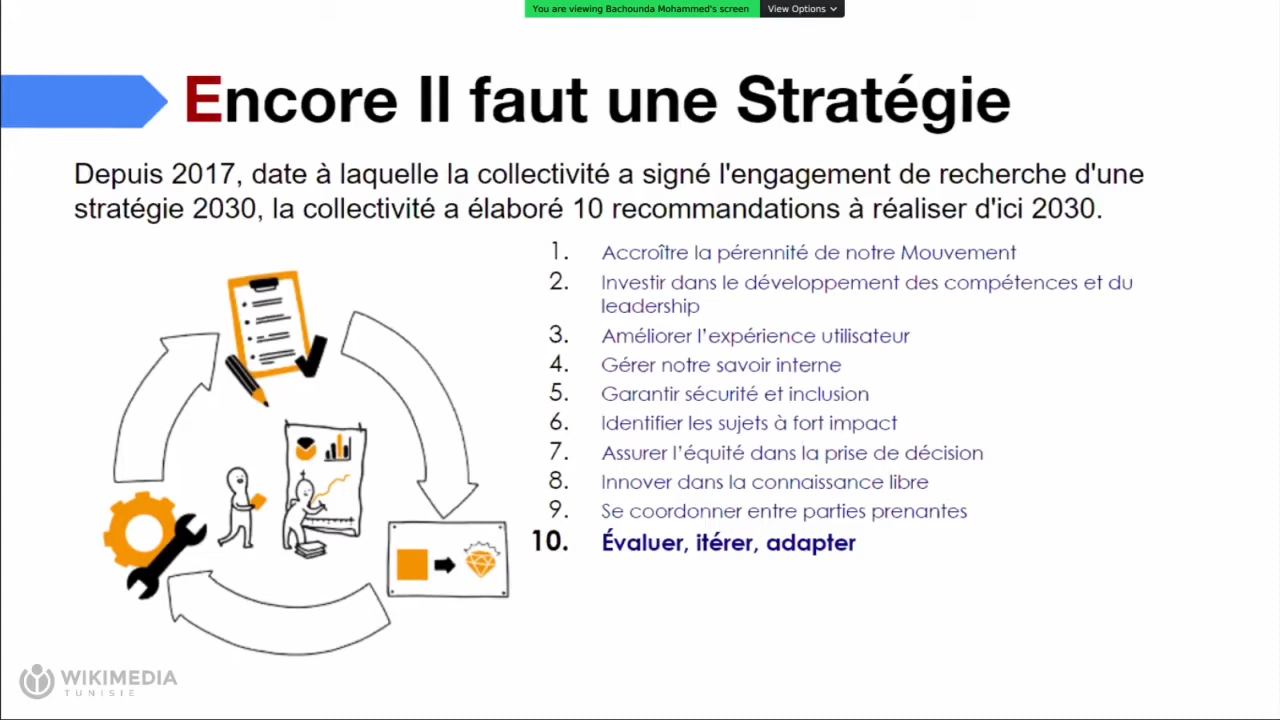 You are viewing Bachounda Mohammed's screen View Options
Encore Il faut une Stratégie
Depuis 2017, date à laquelle la collectivité a signé l'engagement de recherche d'une
stratégie 2030, la collectivité a élaboré 10 recommandations à réaliser d'ici 2030.
1. Accroître la pérennité de notre Mouvement
2. Investir dans le développement des compétences et du
leadership
3. Améliorer l’expérience utilisateur
4. Gérer notre savoir interne
5. Garantir sécurité et inclusion
6. Identifier les sujets à fort impact
7. Assurer l’équité dans la prise de décision
8. Innover dans la connaissance libre
9. Se coordonner entre parties prenantes
10. Évaluer, itérer, adapter
WIKIMEDIA
TUNISIE